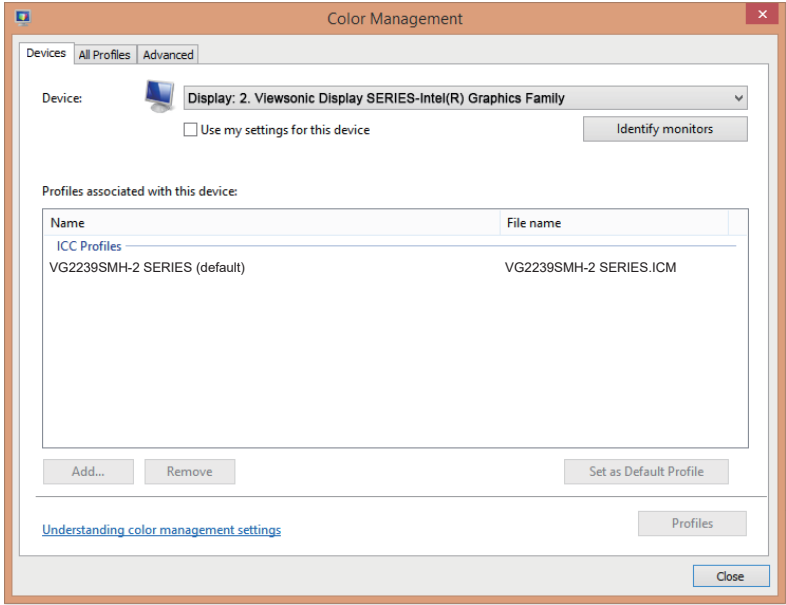 Color Management
Devices All Profiles Advanced
Device: Display: 2. Viewsonic Display SERIES-Intel(R) Graphics Family
Use my settings for this device Identify monitors
Profiles associated with this device:
Name File name
ICC Profiles
VG2239SMH-2 SERIES (default) VG2239SMH-2 SERIES.ICM
Add... Remove Set as Default Profile
Understanding color management settings Profiles
Close